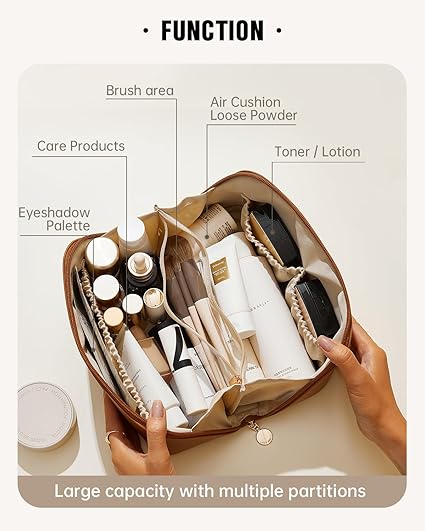 · FUNCTION ·
Brush area
Air Cushion
Loose Powder
Care Products
Toner / Lotion
Eyeshadow
Palette
Large capacity with multiple partitions